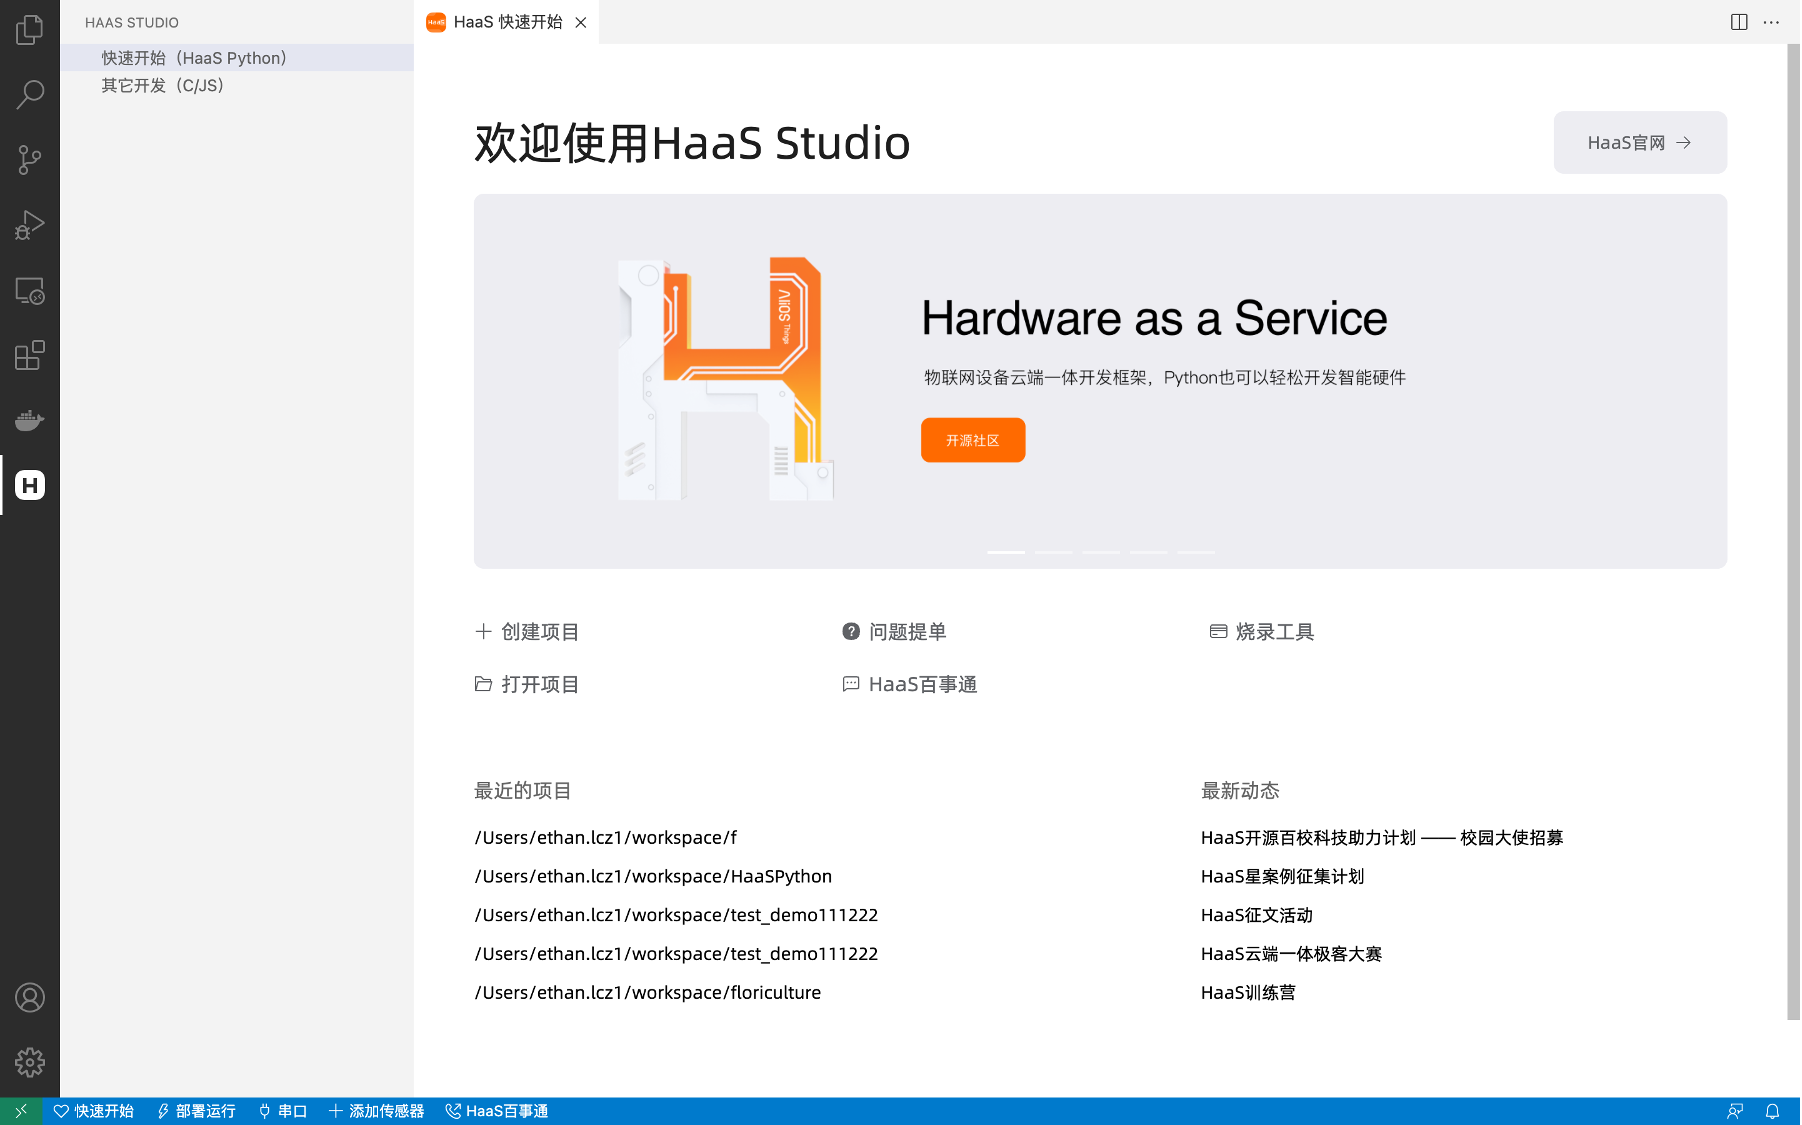 HAAS STUDIO
快速开始（HaaS Python）
其它开发（C/JS）
HaaS
HaaS 快速开始
欢迎使用HaaS Studio
HaaS官网
AliOS Things
Hardware as a Service
物联网设备云端一体开发框架，Python也可以轻松开发智能硬件
开源社区
H
创建项目
问题提单
烧录工具
打开项目
HaaS百事通
最近的项目
/Users/ethan.lcz1/workspace/f
/Users/ethan.lcz1/workspace/HaaSPython
/Users/ethan.lcz1/workspace/test_demo111222
/Users/ethan.lcz1/workspace/test_demo111222
/Users/ethan.lcz1/workspace/floriculture
最新动态
HaaS开源百校科技助力计划 —— 校园大使招募
HaaS星案例征集计划
HaaS征文活动
HaaS云端一体极客大赛
HaaS训练营
快速开始 部署运行 串口 添加传感器 HaaS百事通